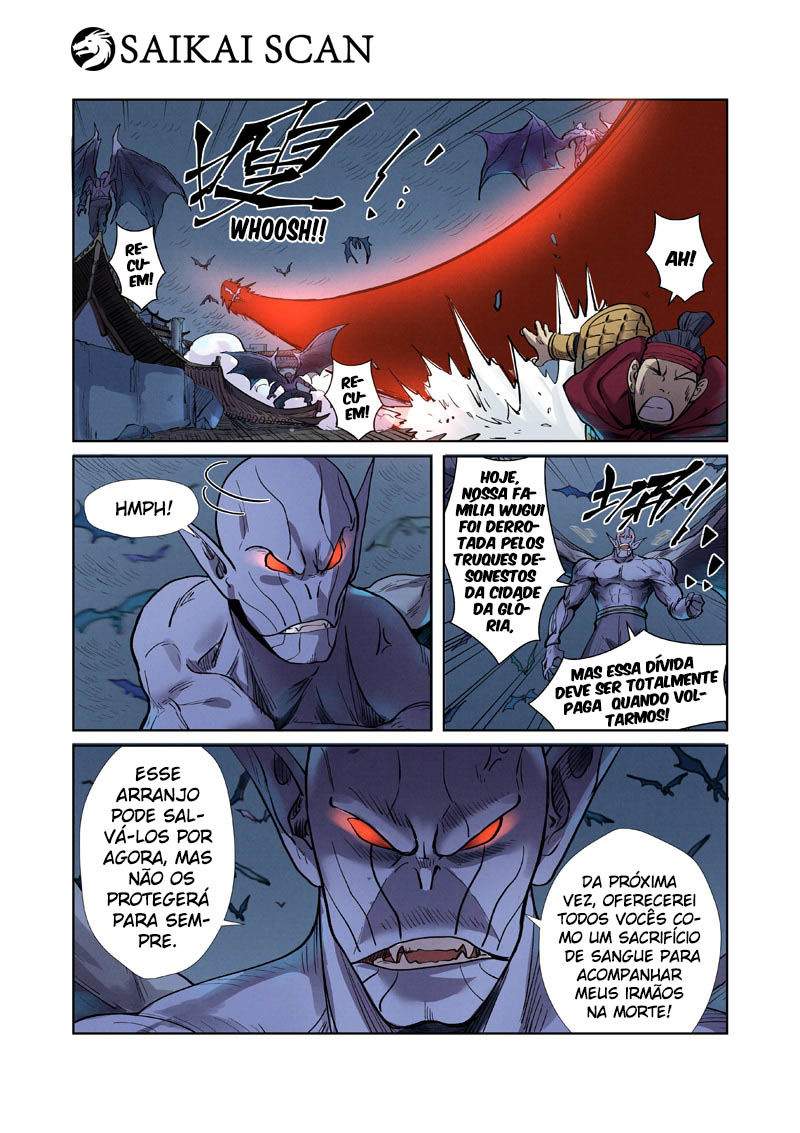 SAIKAI SCAN
WHOOSH!!
RE-
CU-
EM!
AH!
RE-
CU-
EM!
HMPH!
HOJE,
NOSSA FA-
MÍLIA WUGUI
FOI DERRO-
TADA PELOS
TRUQUES DE-
SONESTOS
DA CIDADE
DA GLÓ-
RIA,
MAS ESSA DÍVIDA
DEVE SER TOTALMENTE
PAGA QUANDO VOL-
TARMOS!
ESSE
ARRANJO
PODE SAL-
VÁ-LOS POR
AGORA, MAS
NÃO OS
PROTEGERÁ
PARA SEM-
PRE.
DA PRÓXIMA
VEZ, OFERECEREI
TODOS VOCÊS CO-
MO UM SACRIFÍCIO
DE SANGUE PARA
ACOMPANHAR
MEUS IRMÃOS
NA MORTE!